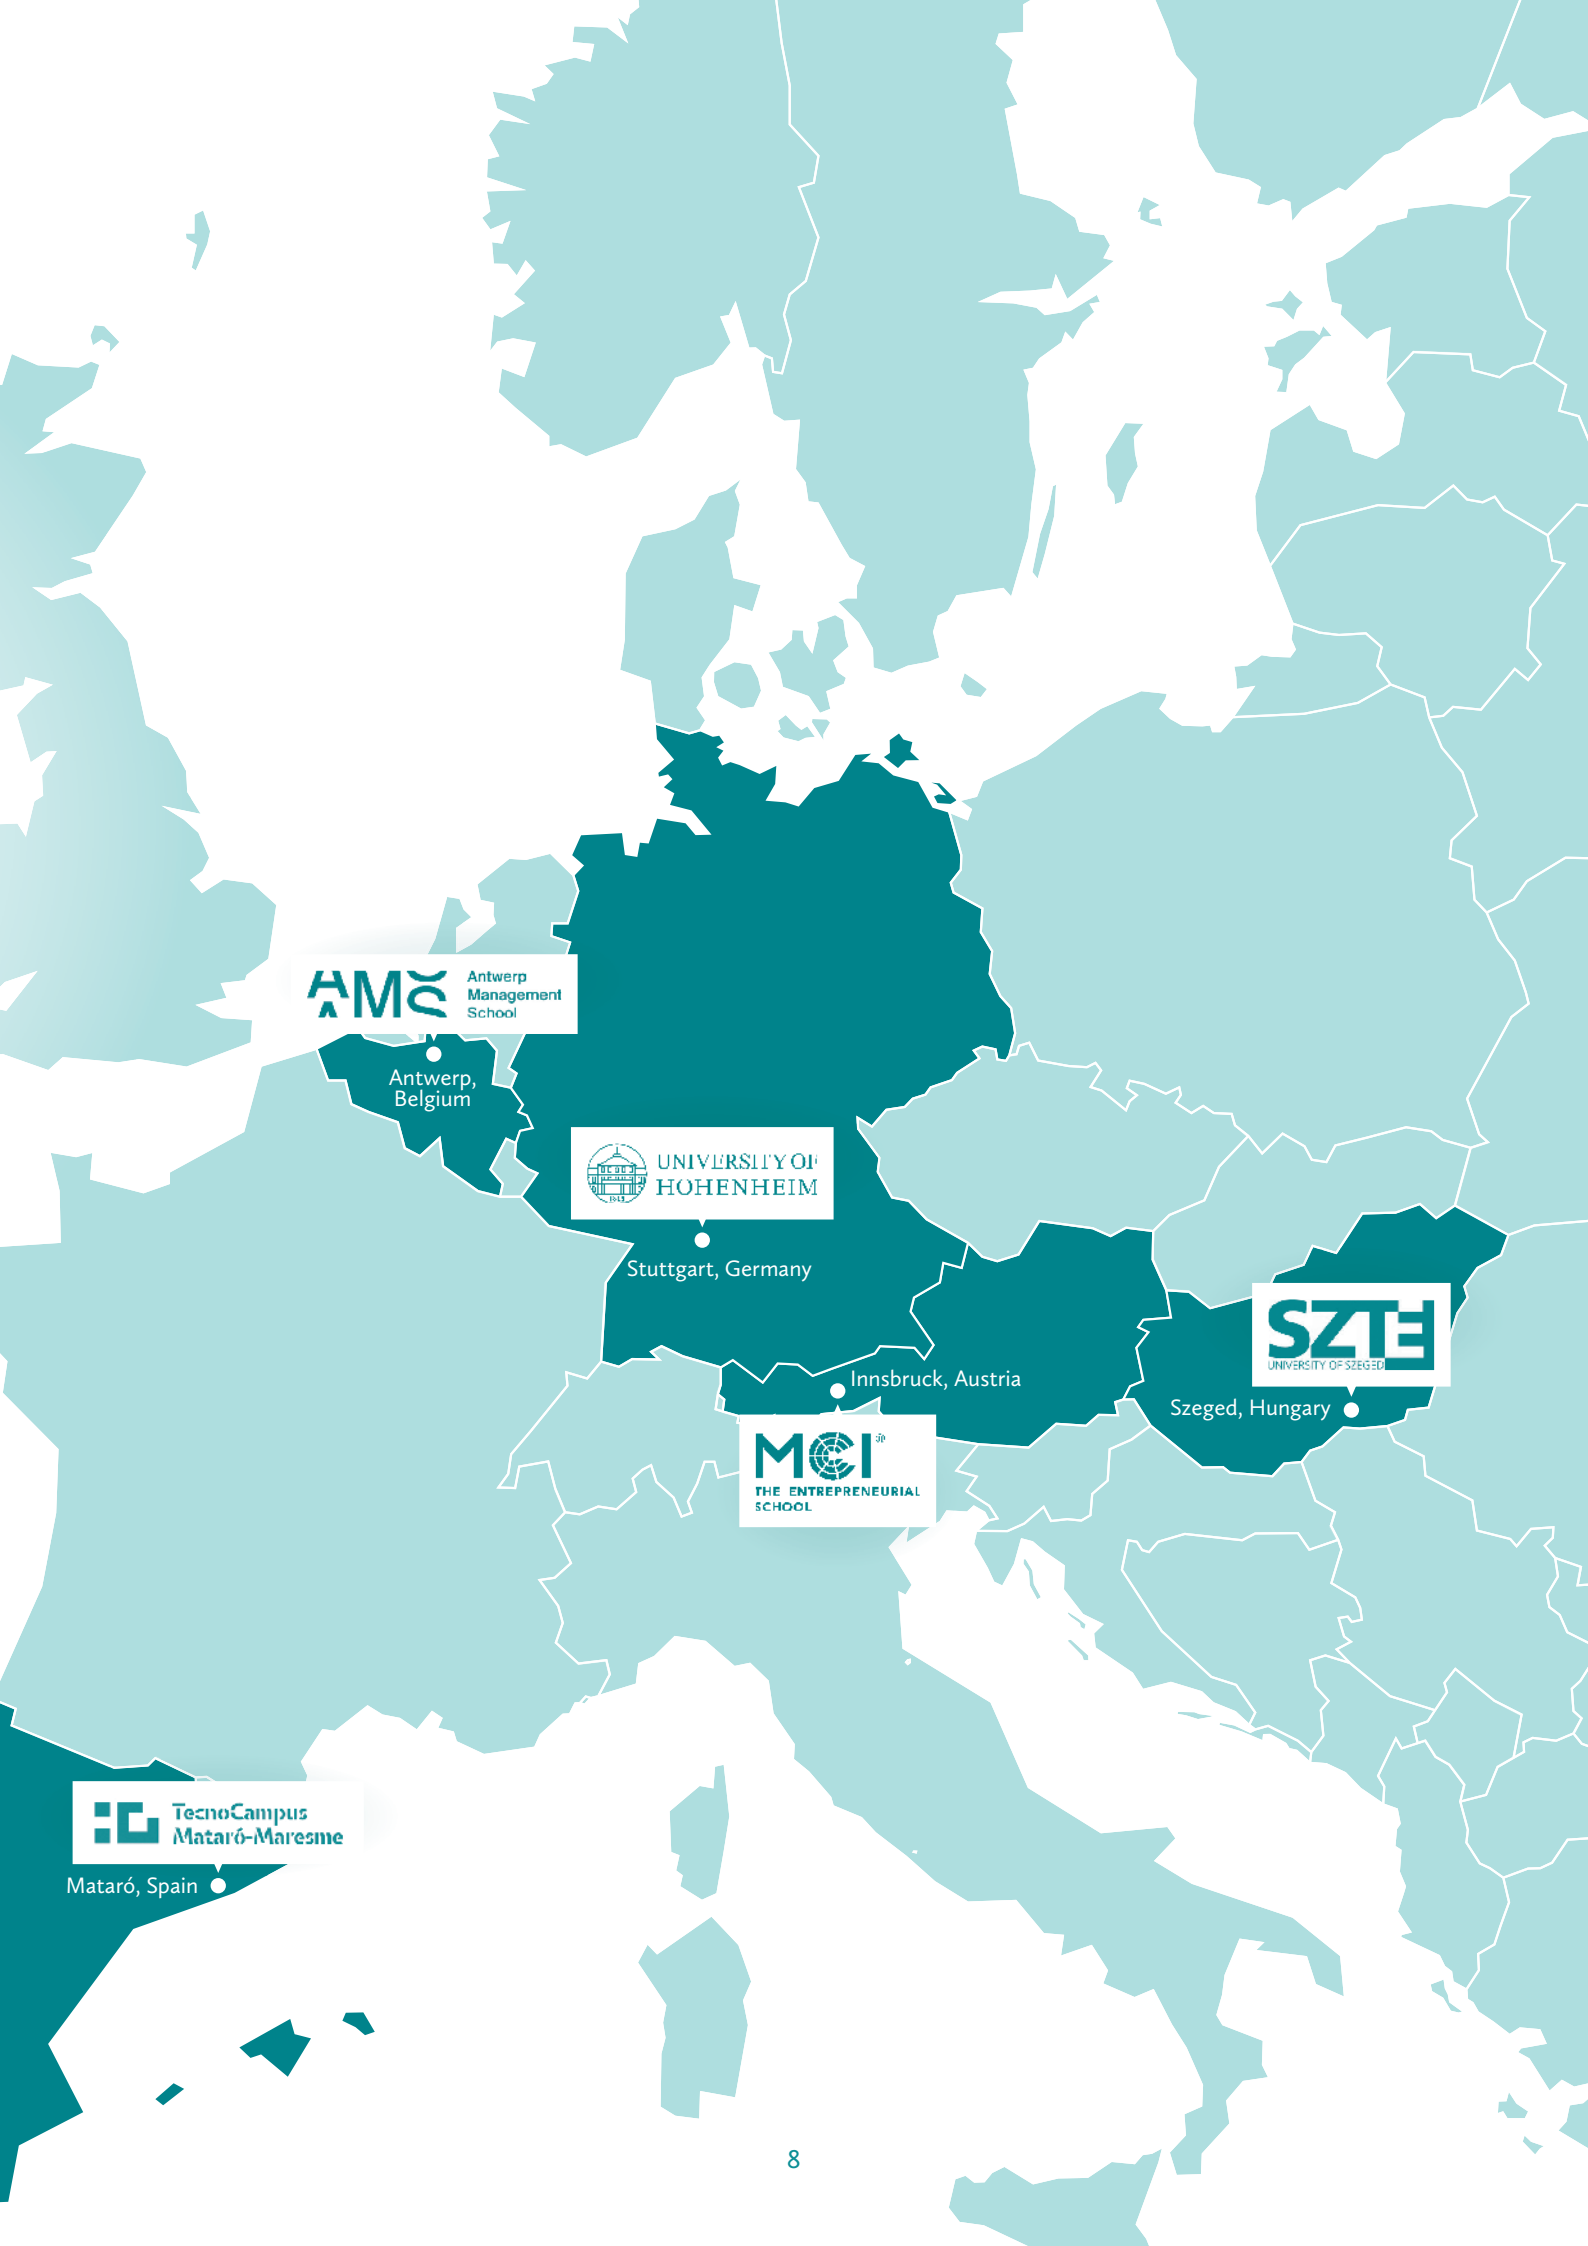 AMS
Antwerp
Management
School
Antwerp,
Belgium
UNIVERSITY OF
HOHENHEIM
Stuttgart, Germany
Innsbruck, Austria
MCI
THE ENTREPRENEURIAL
SCHOOL
SZTE
UNIVERSITY OF SZEGED
Szeged, Hungary
TecnoCampus
Mataró-Maresme
Mataró, Spain
8